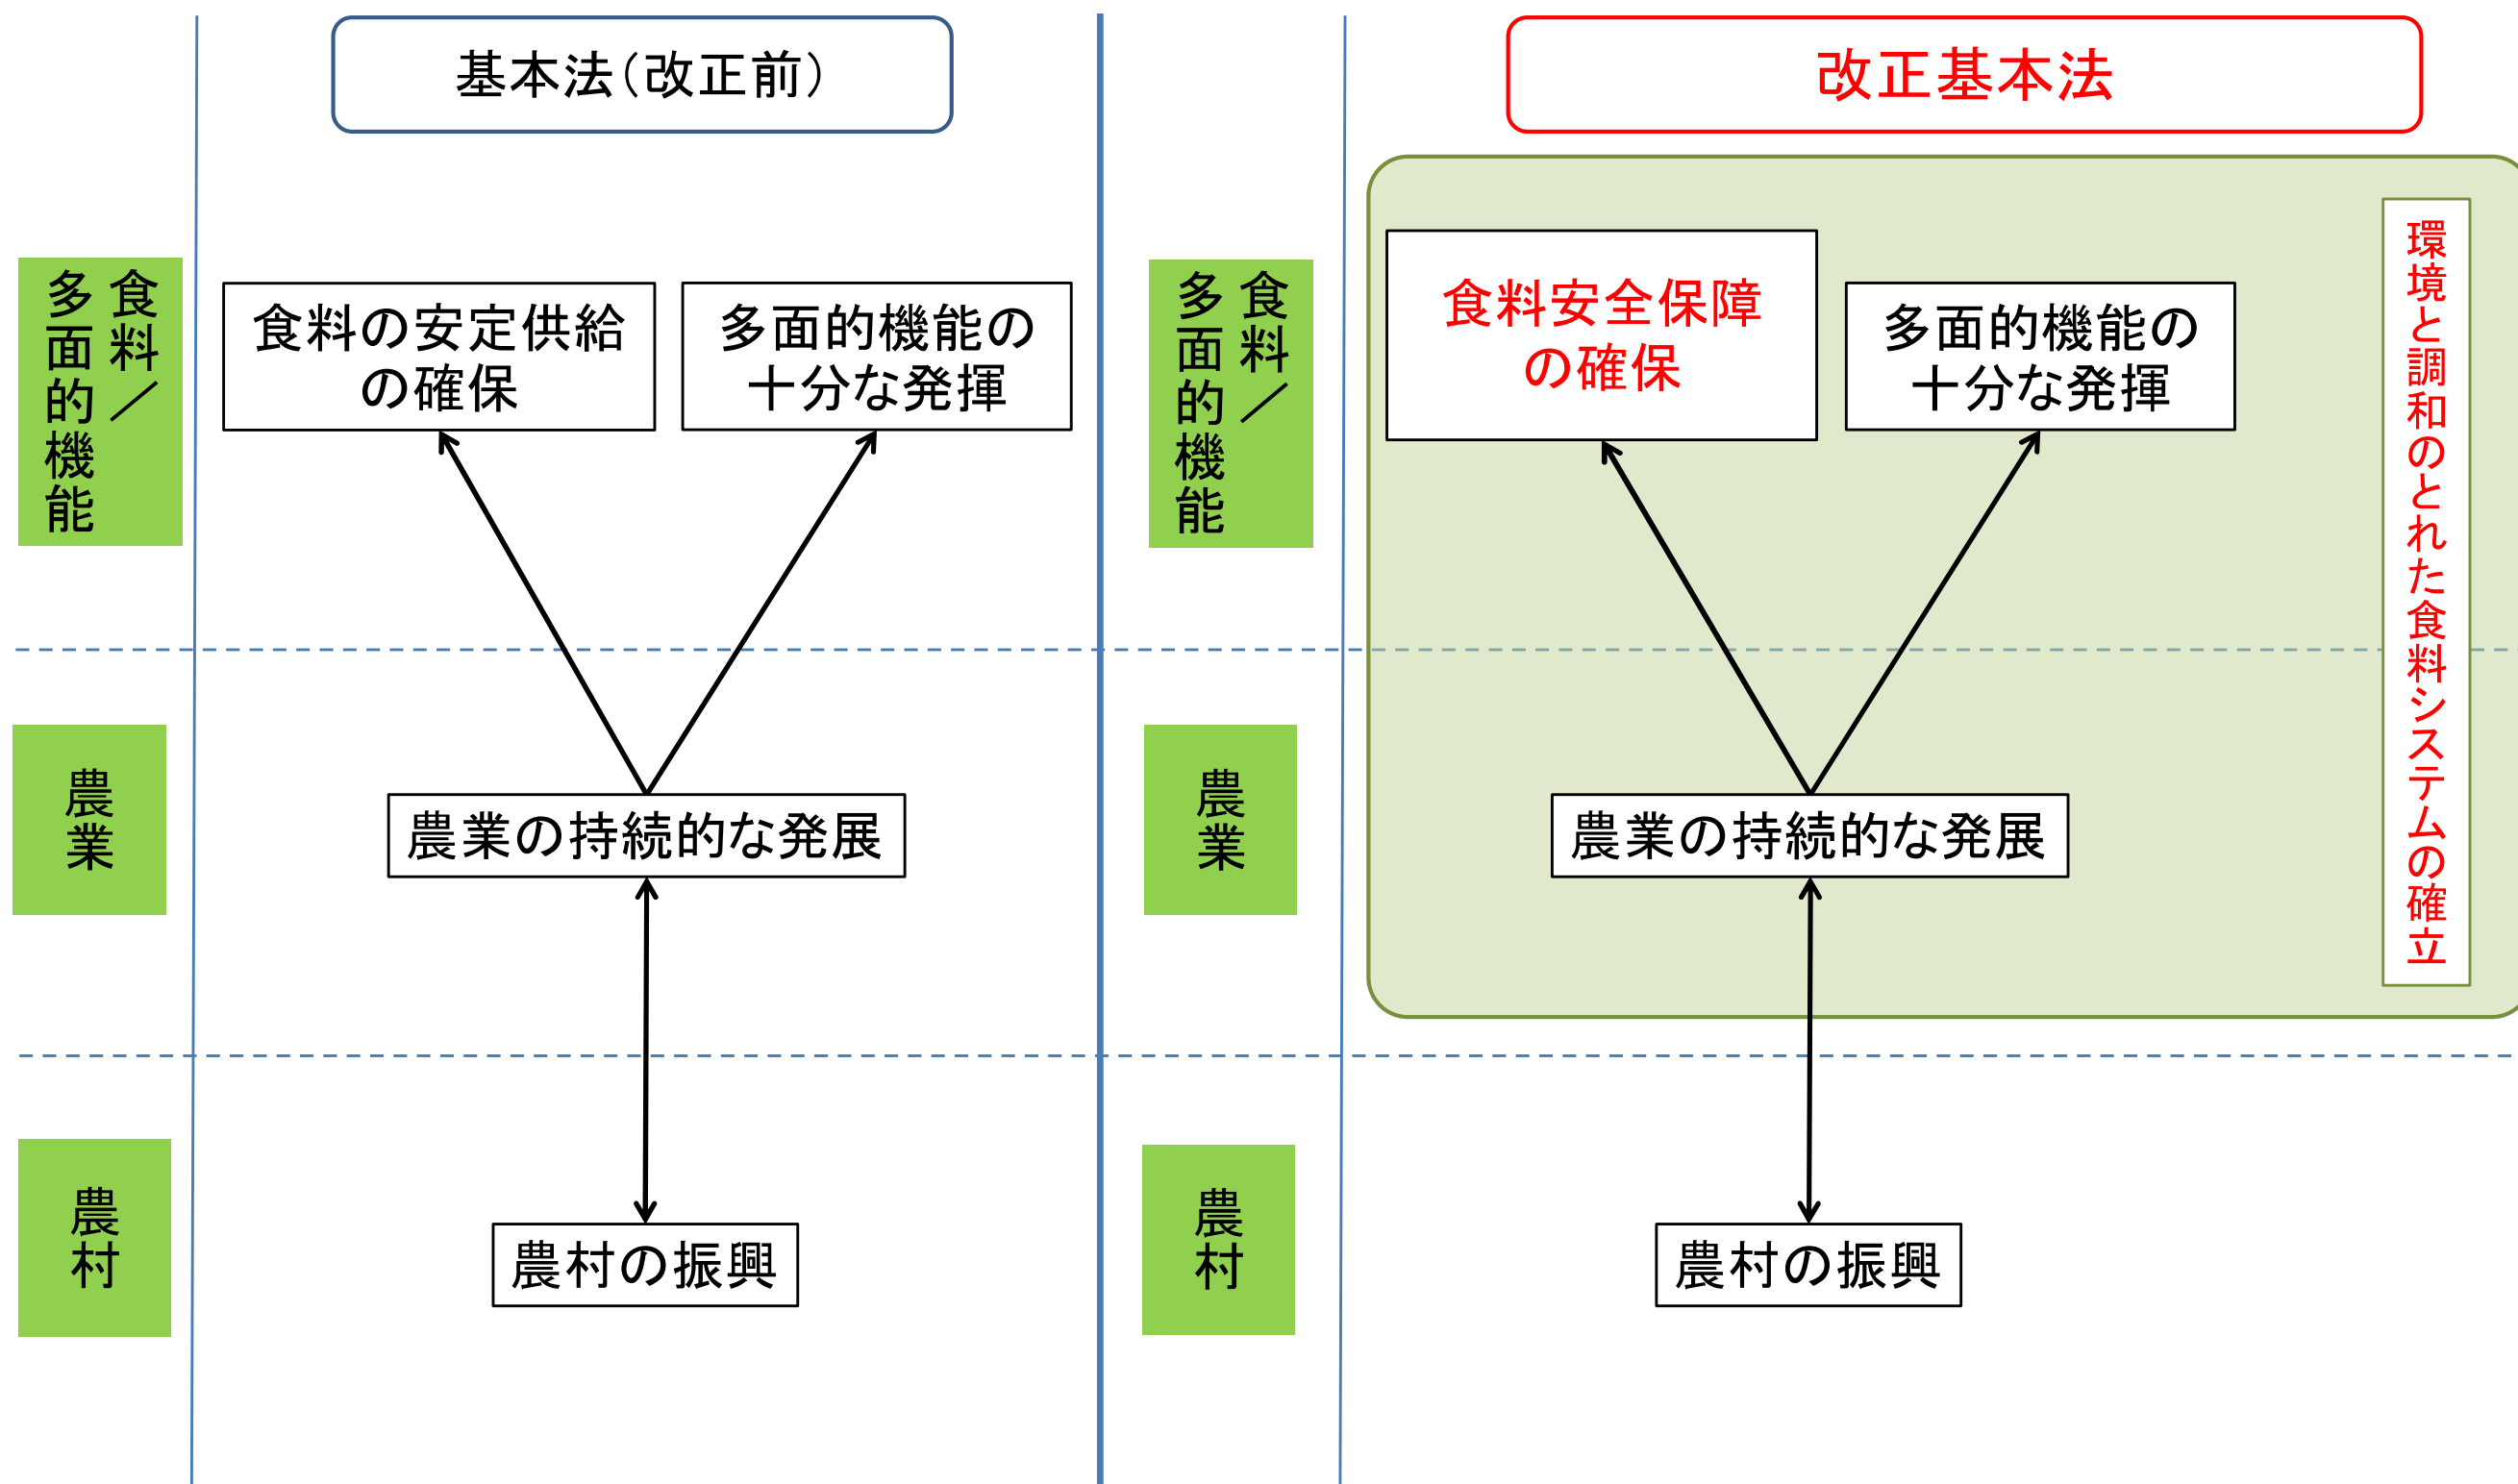 基本法（改正前）
食料／
多面的機能
食料の安定供給
の確保
多面的機能の
十分な発揮
農業
農業の持続的な発展
農村
農村の振興
改正基本法
食料／
多面的機能
食料安全保障
の確保
多面的機能の
十分な発揮
環境と調和のとれた食料システムの確立
農業
農業の持続的な発展
農村
農村の振興